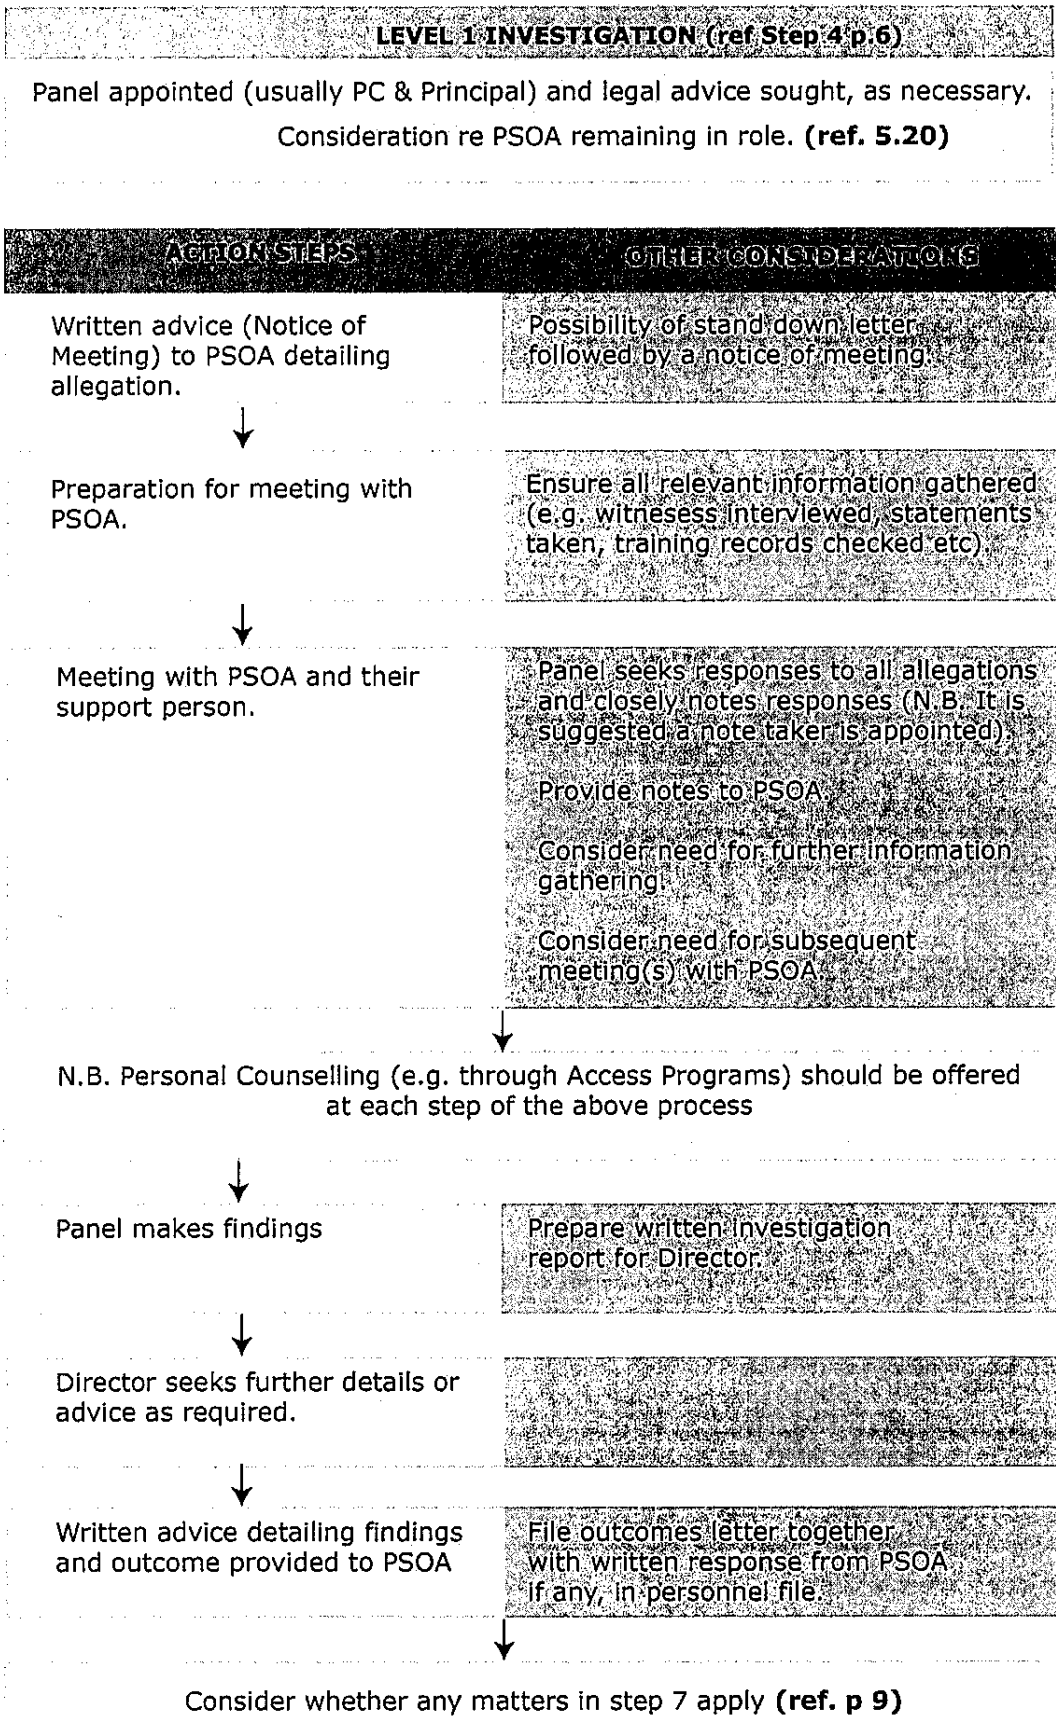 LEVEL 1 INVESTIGATION (ref Step 4 p.6)
Panel appointed (usually PC & Principal) and legal advice sought, as necessary.
Consideration re PSOA remaining in role. (ref. 5.20)
ACTION STEPS
OTHER CONSIDERATIONS
Written advice (Notice of
Meeting) to PSOA detailing
allegation.
Possibility of stand down letter
followed by a notice of meeting.
Preparation for meeting with
PSOA.
Ensure all relevant information gathered
(e.g. witnesess interviewed, statements
taken, training records checked etc).
Meeting with PSOA and their
support person.
Panel seeks responses to all allegations
and closely notes responses (N.B. It is
suggested a note taker is appointed).
Provide notes to PSOA
Consider need for further information
gathering.
Consider need for subsequent
meeting(s) with PSOA
N.B. Personal Counselling (e.g. through Access Programs) should be offered
at each step of the above process
Panel makes findings
Prepare written investigation
report for Director.
Director seeks further details or
advice as required.
Written advice detailing findings
and outcome provided to PSOA
File outcomes letter together
with written response from PSOA
if any, in personnel file.
Consider whether any matters in step 7 apply (ref. p 9)